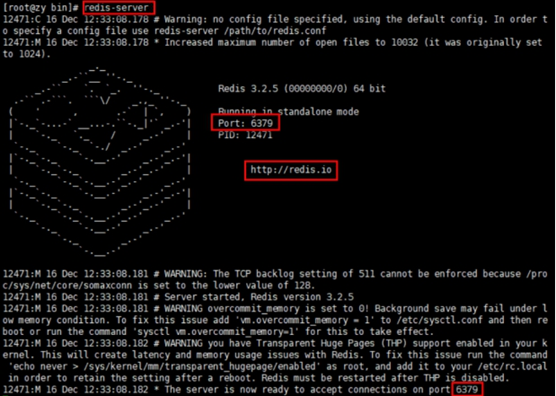 [root@zy bin]# redis-server
12471:C 16 Dec 12:33:08.178 # Warning: no config file specified, using the default config. In order t
o specify a config file use redis-server /path/to/redis.conf
12471:M 16 Dec 12:33:08.178 * Increased maximum number of open files to 10032 (it was originally set
to 1024).
Redis 3.2.5 (00000000/0) 64 bit
Running in standalone mode
Port: 6379
PID: 12471
http://redis.io
12471:M 16 Dec 12:33:08.181 # WARNING: The TCP backlog setting of 511 cannot be enforced because /pro
c/sys/net/core/somaxconn is set to the lower value of 128.
12471:M 16 Dec 12:33:08.181 # Server started, Redis version 3.2.5
12471:M 16 Dec 12:33:08.181 # WARNING overcommit_memory is set to 0! Background save may fail under l
ow memory condition. To fix this issue add 'vm.overcommit_memory = 1' to /etc/sysctl.conf and then re
boot or run the command 'sysctl vm.overcommit_memory=1' for this to take effect.
12471:M 16 Dec 12:33:08.182 # WARNING you have Transparent Huge Pages (THP) support enabled in your k
ernel. This will create latency and memory usage issues with Redis. To fix this issue run the command
'echo never > /sys/kernel/mm/transparent_hugepage/enabled' as root, and add it to your /etc/rc.local
in order to retain the setting after a reboot. Redis must be restarted after THP is disabled.
12471:M 16 Dec 12:33:08.182 * The server is now ready to accept connections on port 6379